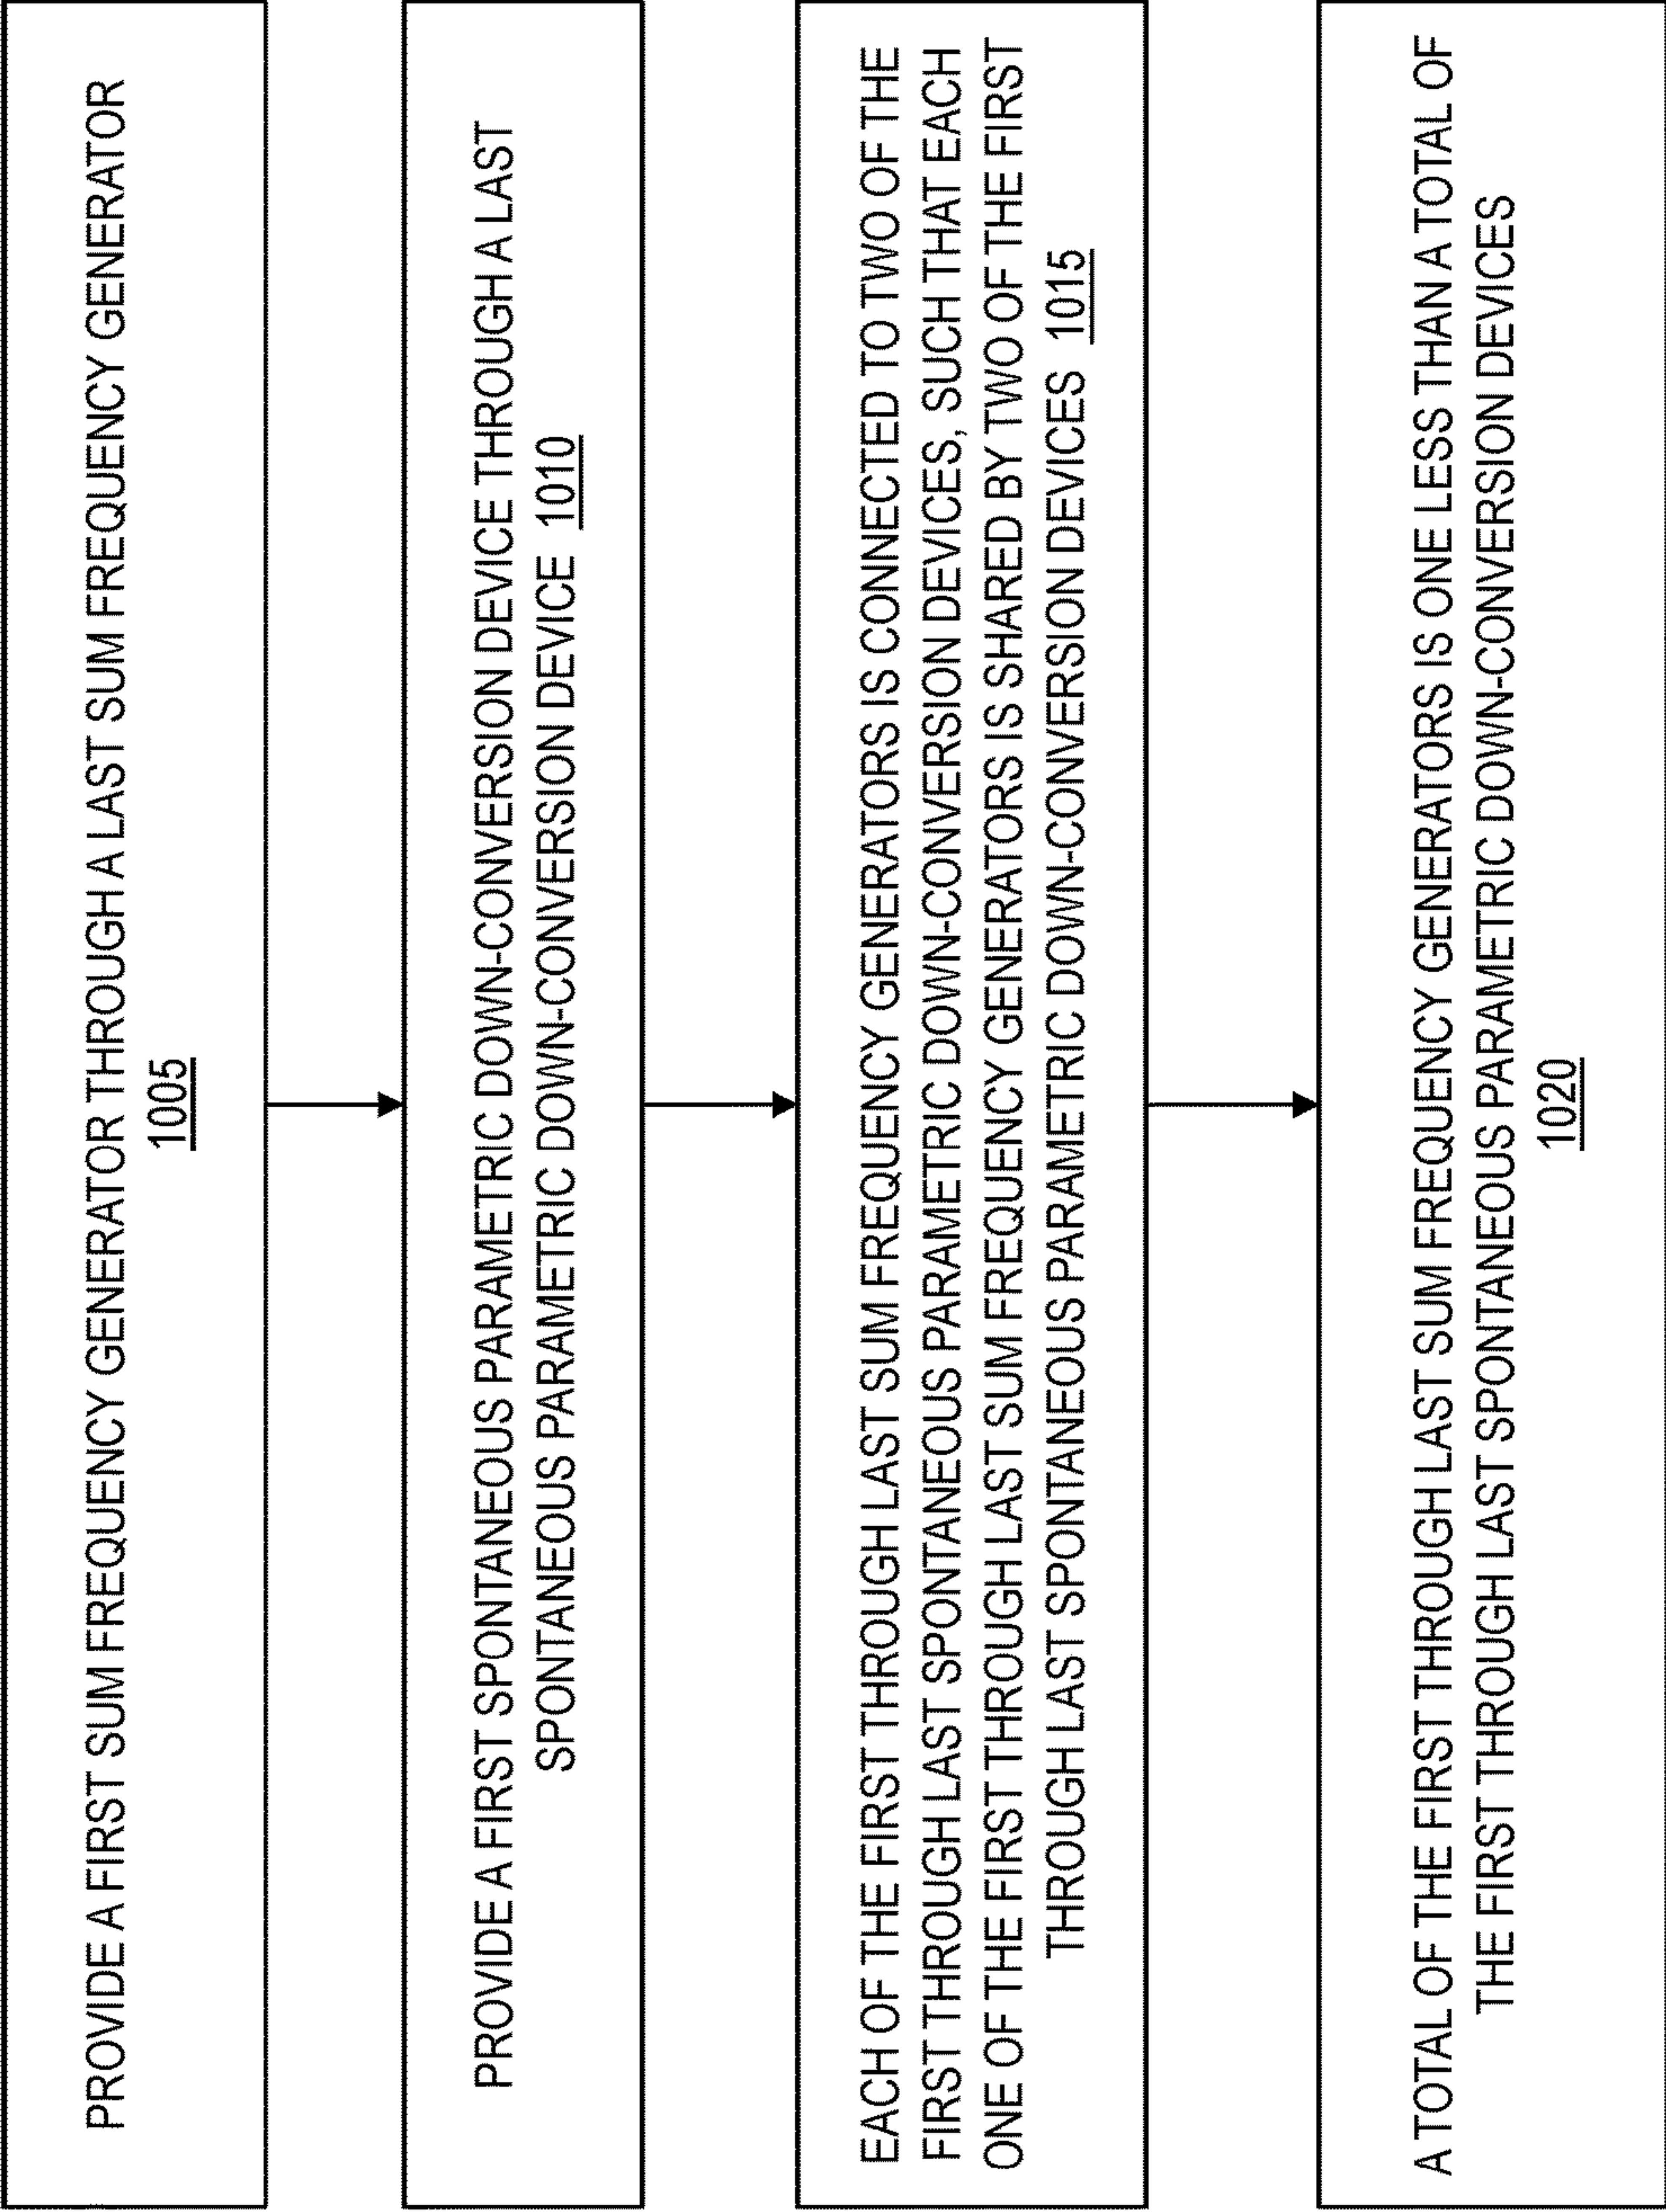 PROVIDE A FIRST SUM FREQUENCY GENERATOR THROUGH A LAST SUM FREQUENCY GENERATOR
1005
PROVIDE A FIRST SPONTANEOUS PARAMETRIC DOWN-CONVERSION DEVICE THROUGH A LAST
SPONTANEOUS PARAMETRIC DOWN-CONVERSION DEVICE 1010
EACH OF THE FIRST THROUGH LAST SUM FREQUENCY GENERATORS IS CONNECTED TO TWO OF THE
FIRST THROUGH LAST SPONTANEOUS PARAMETRIC DOWN-CONVERSION DEVICES, SUCH THAT EACH
ONE OF THE FIRST THROUGH LAST SUM FREQUENCY GENERATORS IS SHARED BY TWO OF THE FIRST
THROUGH LAST SPONTANEOUS PARAMETRIC DOWN-CONVERSION DEVICES 1015
A TOTAL OF THE FIRST THROUGH LAST SUM FREQUENCY GENERATORS IS ONE LESS THAN A TOTAL OF
THE FIRST THROUGH LAST SPONTANEOUS PARAMETRIC DOWN-CONVERSION DEVICES
1020